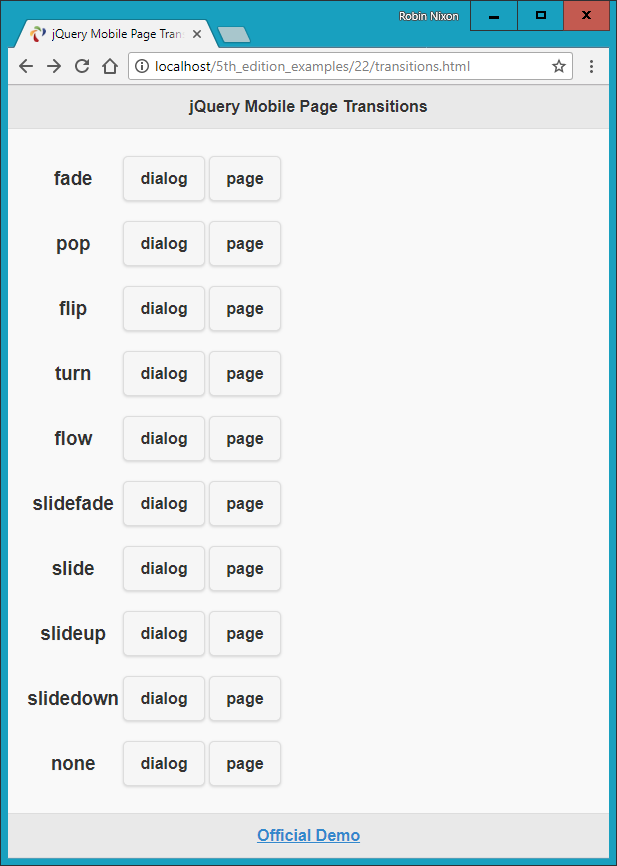 Robin Nixon
jQuery Mobile Page Tran
localhost/5th_edition_examples/22/transitions.html
jQuery Mobile Page Transitions
fade dialog page
pop dialog page
flip dialog page
turn dialog page
flow dialog page
slidefade dialog page
slide dialog page
slideup dialog page
slidedown dialog page
none dialog page
Official Demo